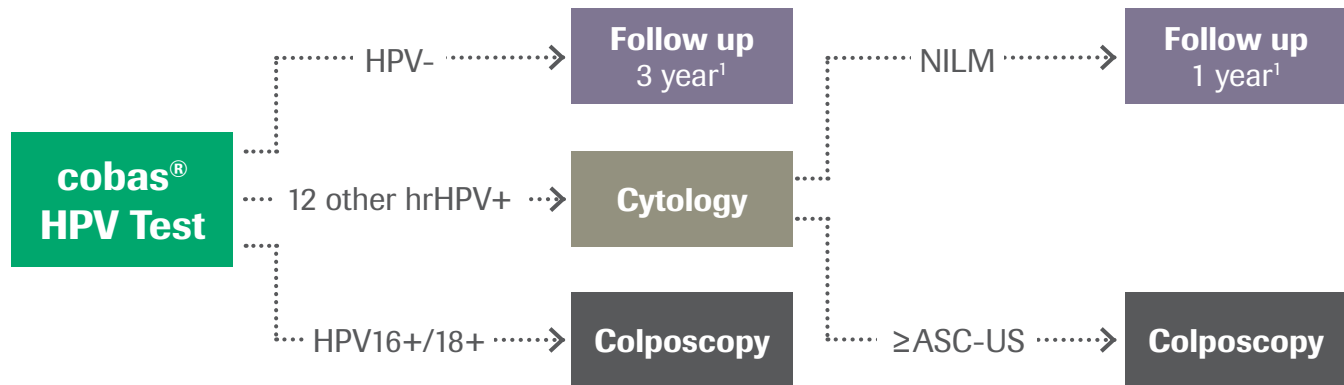 cobas®
HPV Test
HPV-
12 other hrHPV+
HPV16+/18+
Follow up
3 year¹
Cytology
Colposcopy
NILM
≥ASC-US
Follow up
1 year¹
Colposcopy